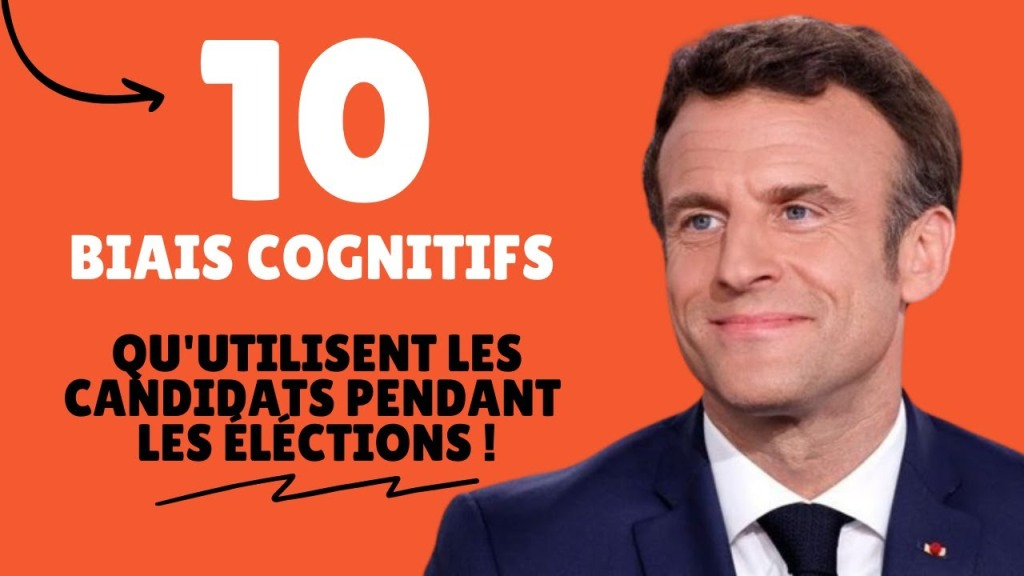 10
BIAIS COGNITIFS
QU'UTILISENT LES
CANDIDATS PENDANT
LES ÉLÉCTIONS !